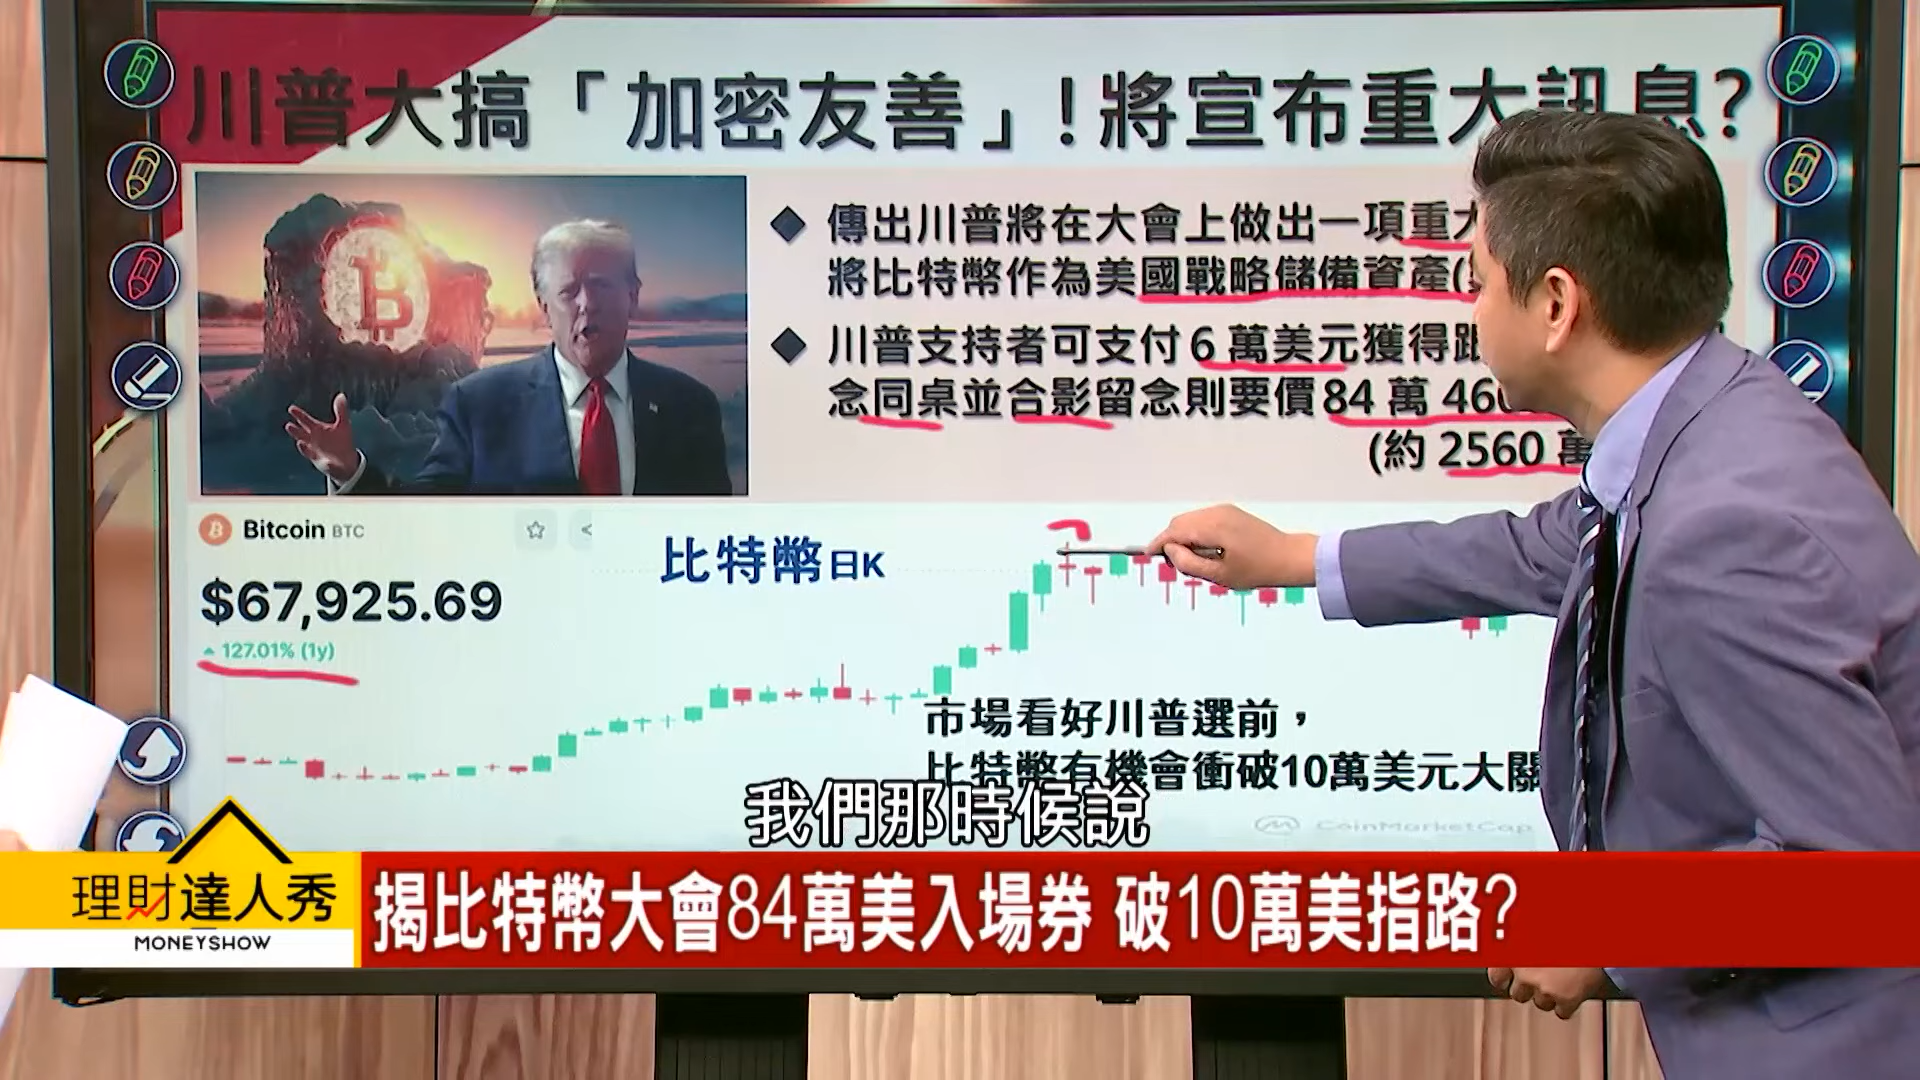 川普大搞「加密友善」!將宣布重大訊息?
◆ 傳出川普將在大會上做出一項重大
將比特幣作為美國戰略儲備資產(
◆ 川普支持者可支付6萬美元獲得跟
念同桌並合影留念則要價84萬 460
(約 2560 萬
Bitcoin BTC
比特幣日K
$67,925.69
127.01% (1y)
市場看好川普選前,
比特幣有機會衝破10萬美元大關
CoinMarketCap
我們那時候說
理財達人秀
MONEYSHOW
揭比特幣大會84萬美入場券 破10萬美指路?